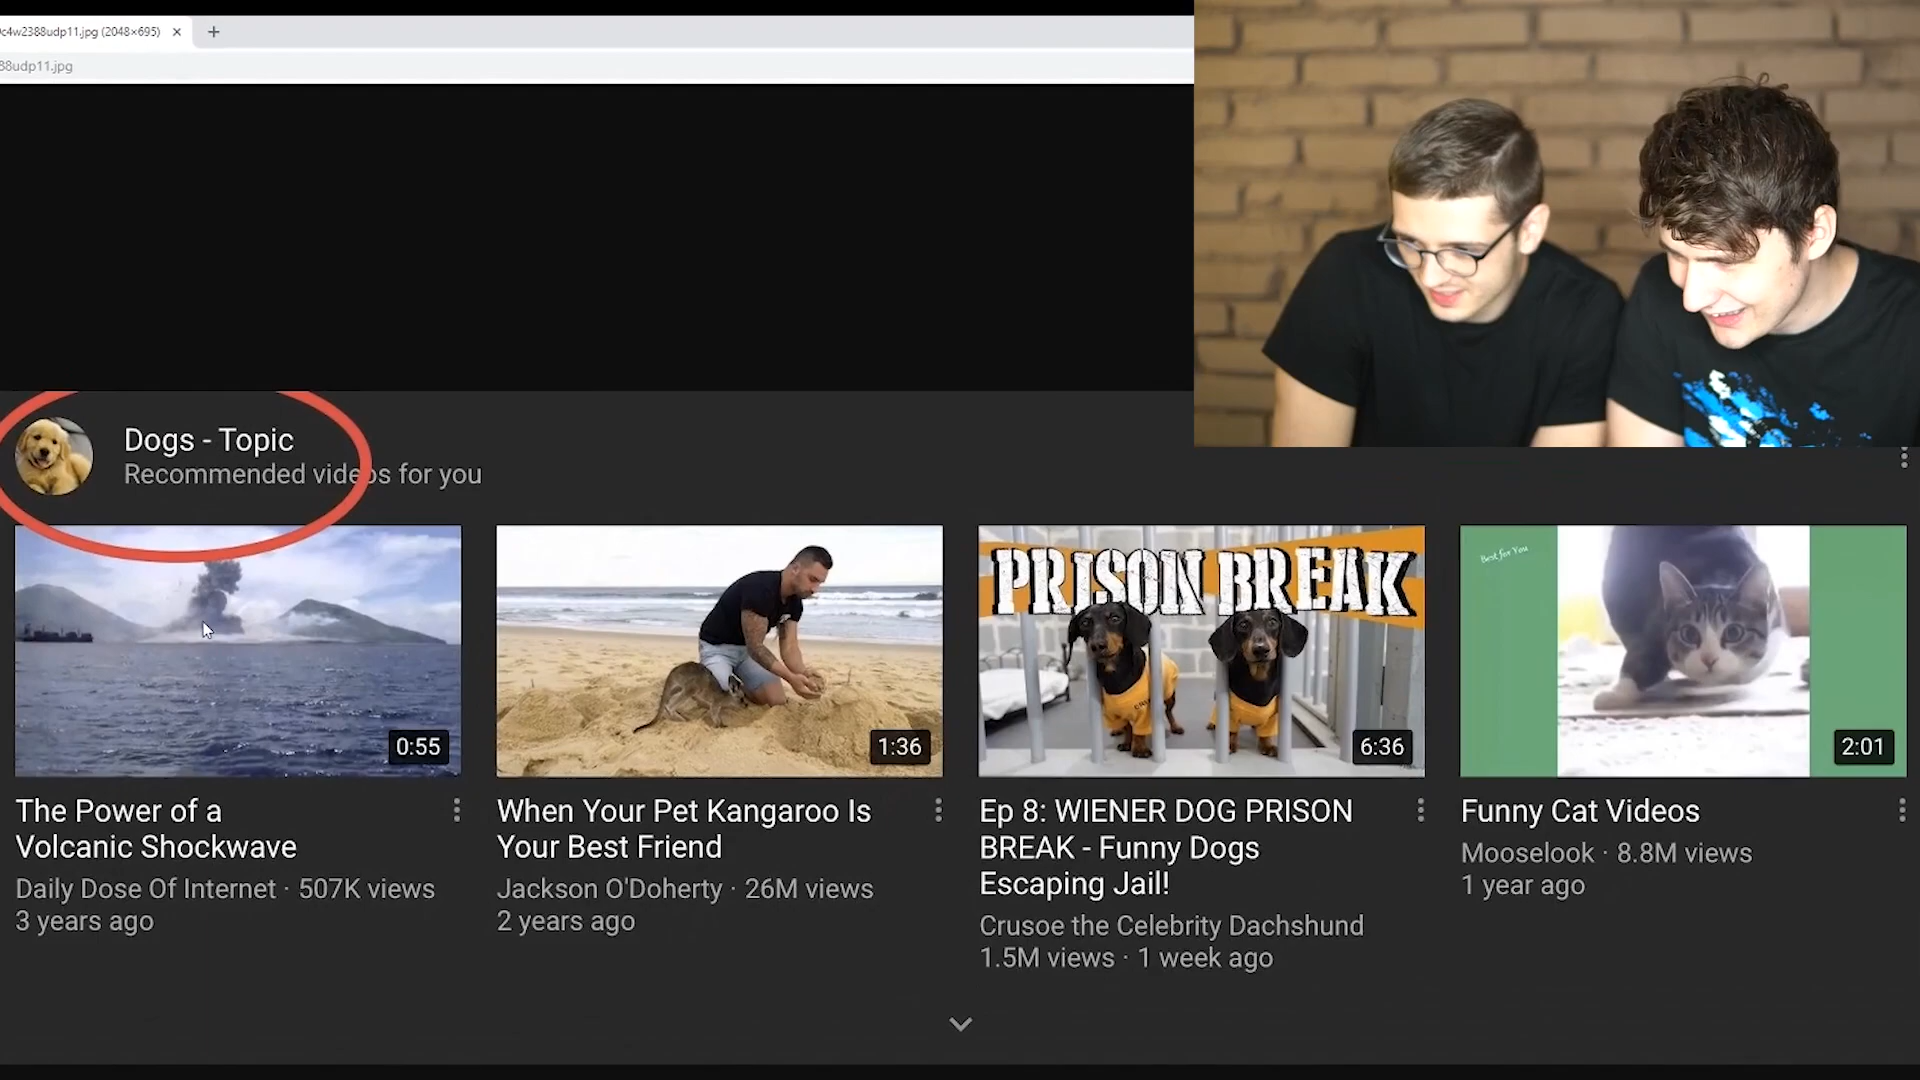 c4w2388udp11.jpg (2048×695)
88udp11.jpg
Dogs - Topic
Recommended videos for you
PRISON BREAK
Best for You
0:55
1:36
6:36
2:01
The Power of a
Volcanic Shockwave
Daily Dose Of Internet · 507K views
3 years ago
When Your Pet Kangaroo Is
Your Best Friend
Jackson O'Doherty · 26M views
2 years ago
Ep 8: WIENER DOG PRISON
BREAK - Funny Dogs
Escaping Jail!
Crusoe the Celebrity Dachshund
1.5M views · 1 week ago
Funny Cat Videos
Mooselook · 8.8M views
1 year ago